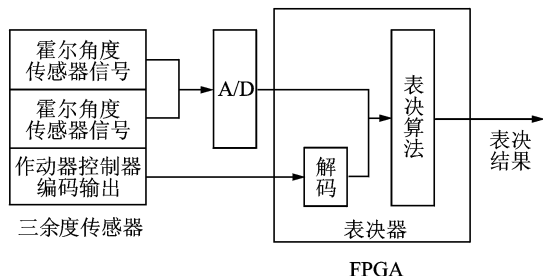 霍尔角度
传感器信号
霍尔角度
传感器信号
作动器控制器
编码输出
三余度传感器
A/D
解
码
表
决
算
法
表决器
FPGA
表决
结果